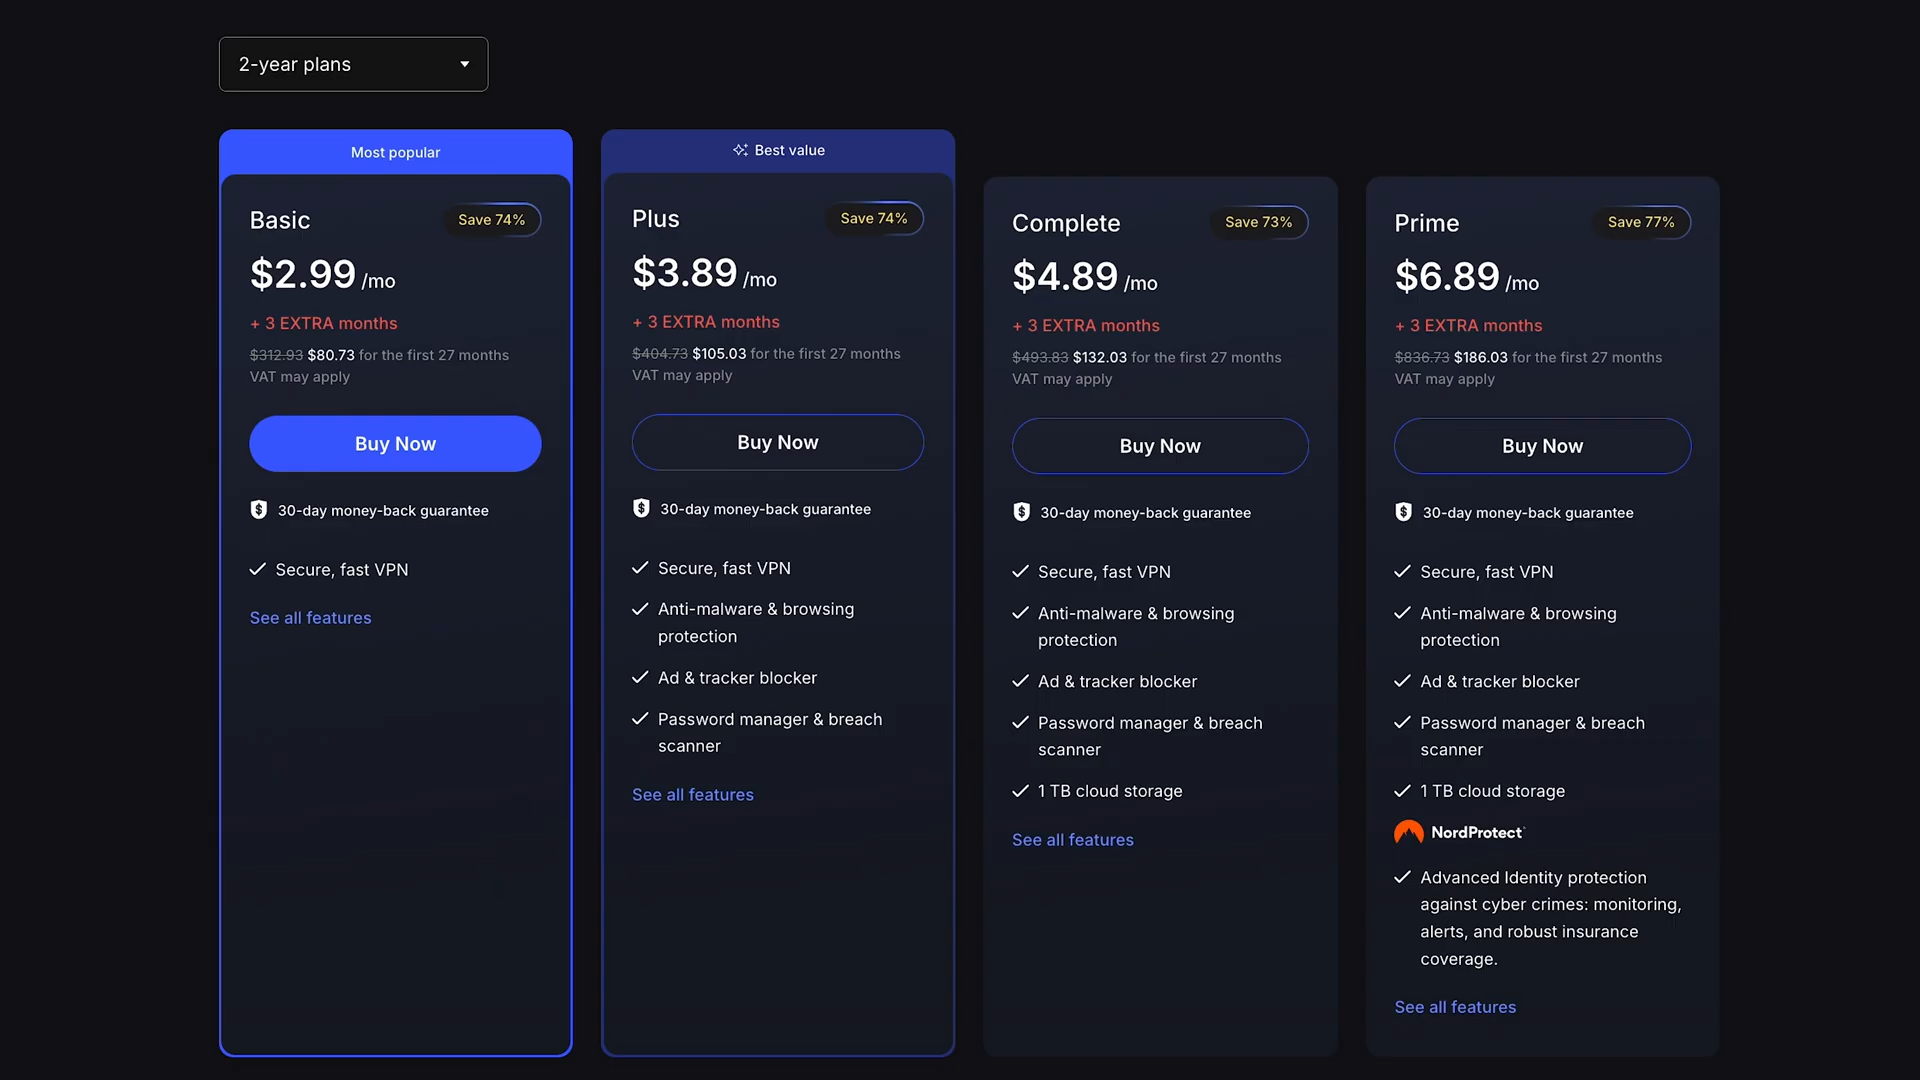 2-year plans
Most popular
Basic
Save 74%
$2.99 /mo
+ 3 EXTRA months
$312.93 $80.73 for the first 27 months
VAT may apply
Buy Now
30-day money-back guarantee
Secure, fast VPN
See all features
Best value
Plus
Save 74%
$3.89 /mo
+ 3 EXTRA months
$404.73 $105.03 for the first 27 months
VAT may apply
Buy Now
30-day money-back guarantee
Secure, fast VPN
Anti-malware & browsing
protection
Ad & tracker blocker
Password manager & breach
scanner
See all features
Complete
Save 73%
$4.89 /mo
+ 3 EXTRA months
$493.83 $132.03 for the first 27 months
VAT may apply
Buy Now
30-day money-back guarantee
Secure, fast VPN
Anti-malware & browsing
protection
Ad & tracker blocker
Password manager & breach
scanner
1 TB cloud storage
See all features
Prime
Save 77%
$6.89 /mo
+ 3 EXTRA months
$836.73 $186.03 for the first 27 months
VAT may apply
Buy Now
30-day money-back guarantee
Secure, fast VPN
Anti-malware & browsing
protection
Ad & tracker blocker
Password manager & breach
scanner
1 TB cloud storage
NordProtect
Advanced Identity protection
against cyber crimes: monitoring,
alerts, and robust insurance
coverage.
See all features